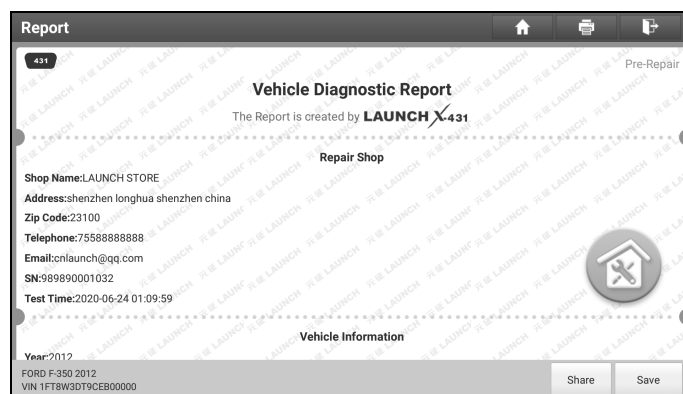 Report
431
Pre-Repair
Vehicle Diagnostic Report
The Report is created by LAUNCH X-431
Repair Shop
Shop Name:LAUNCH STORE
Address:shenzhen longhua shenzhen china
Zip Code:23100
Telephone:75588888888
Email:cnlaunch@qq.com
SN:989890001032
Test Time:2020-06-24 01:09:59
Vehicle Information
Year:2012
FORD F-350 2012
VIN 1FT8W3DT9CEB00000
Share
Save